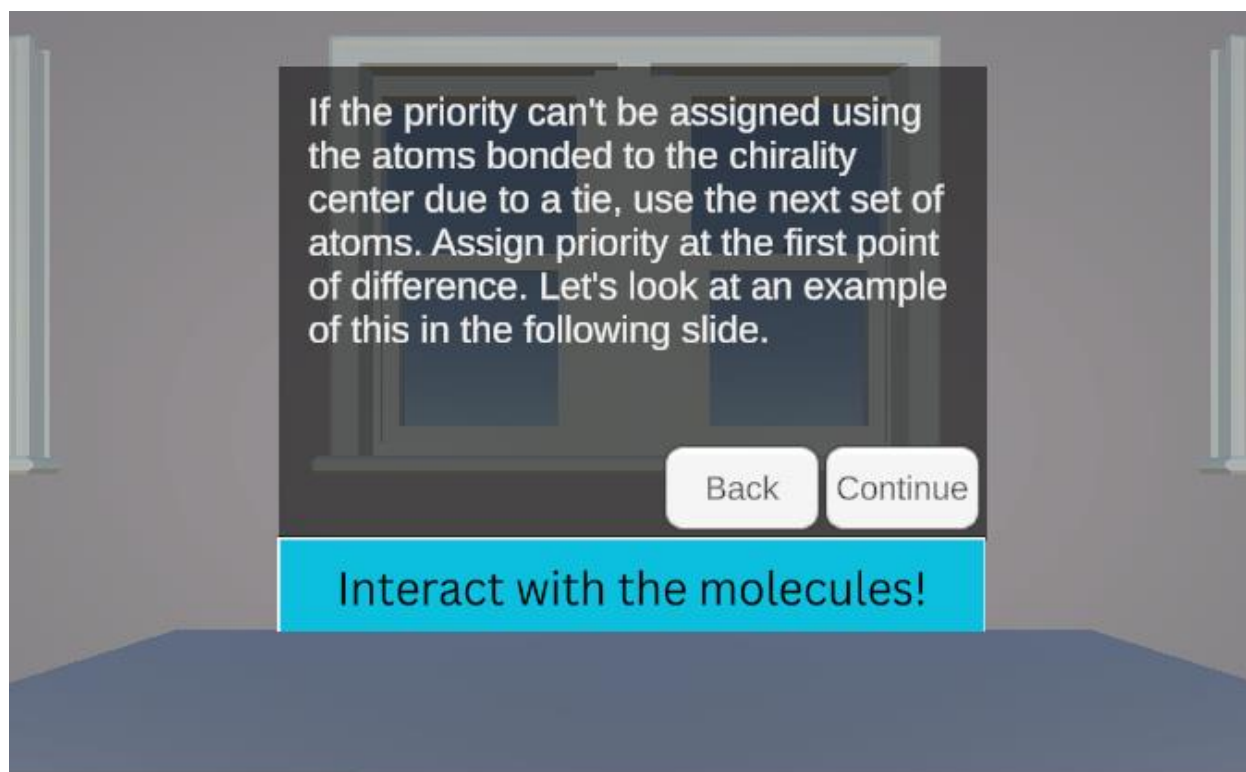 If the priority can't be assigned using
the atoms bonded to the chirality
center due to a tie, use the next set of
atoms. Assign priority at the first point
of difference. Let's look at an example
of this in the following slide.
Back
Continue
Interact with the molecules!